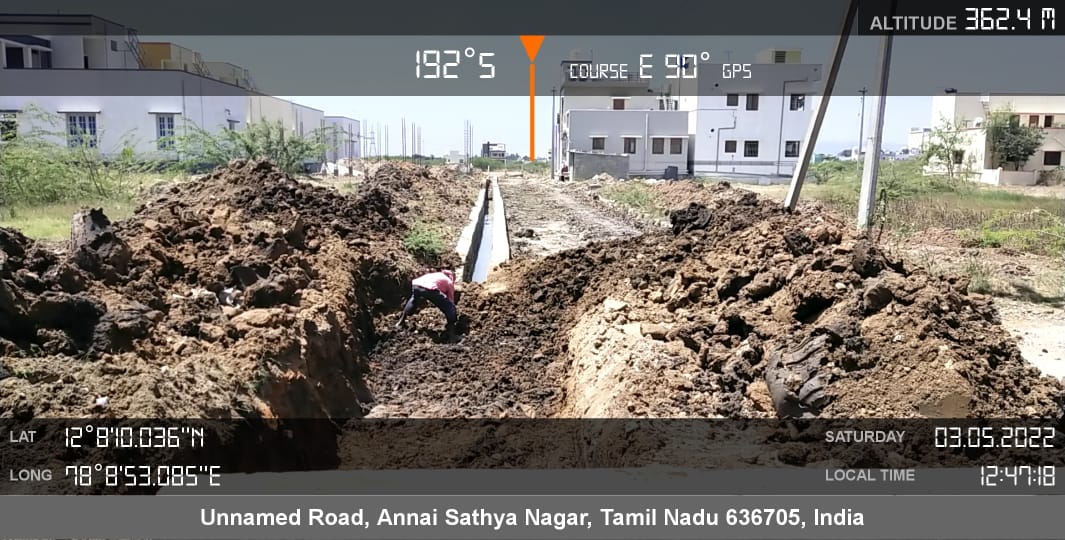 ALTITUDE 362.4 M
192°S
COURSE E 90° GPS
LAT 12°8'10.036"N
SATURDAY 03.05.2022
LONG 78°8'53.085"E
LOCAL TIME 12:47:18
Unnamed Road, Annai Sathya Nagar, Tamil Nadu 636705, India